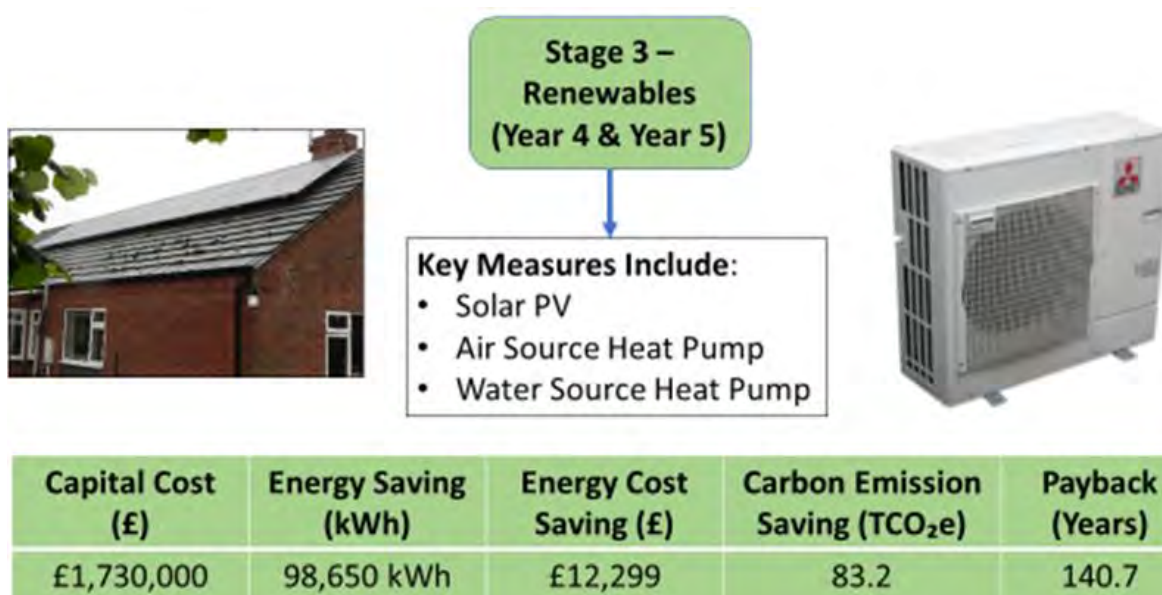 Stage 3 –
Renewables
(Year 4 & Year 5)
Key Measures Include:
• Solar PV
• Air Source Heat Pump
• Water Source Heat Pump
Capital Cost (£) Energy Saving (kWh) Energy Cost Saving (£) Carbon Emission Saving (TCO₂e) Payback (Years)
£1,730,000 98,650 kWh £12,299 83.2 140.7